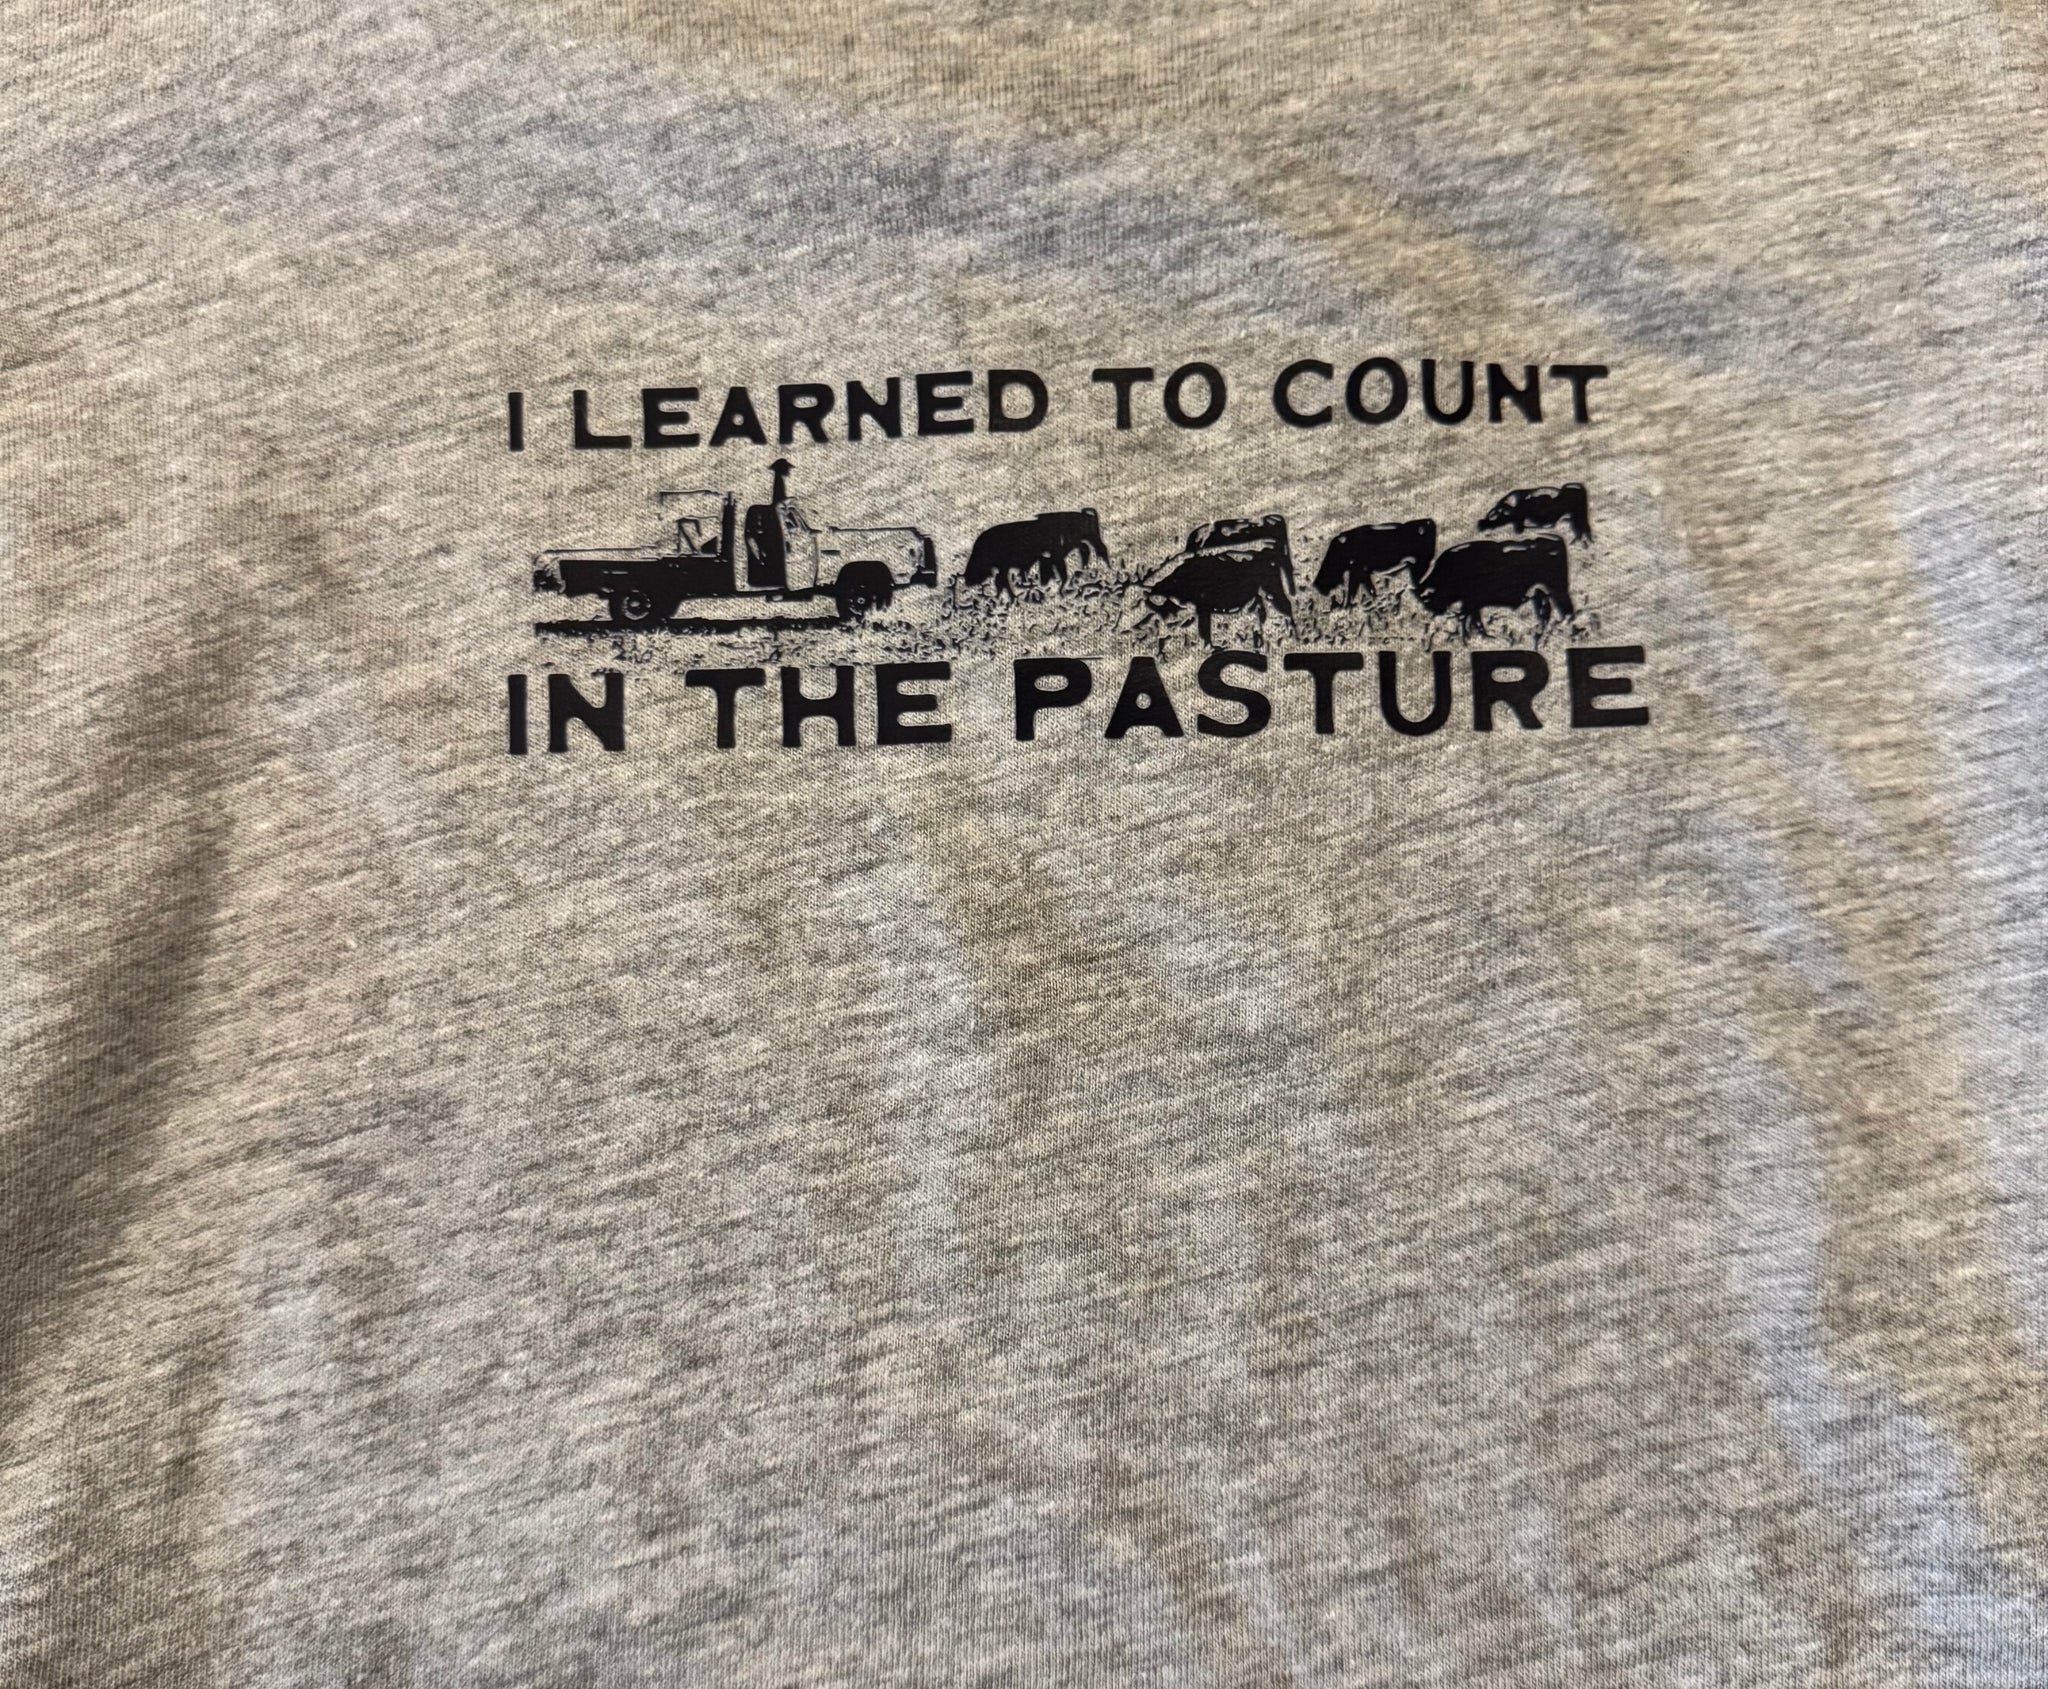 I LEARNED TO COUNT
IN THE PASTURE